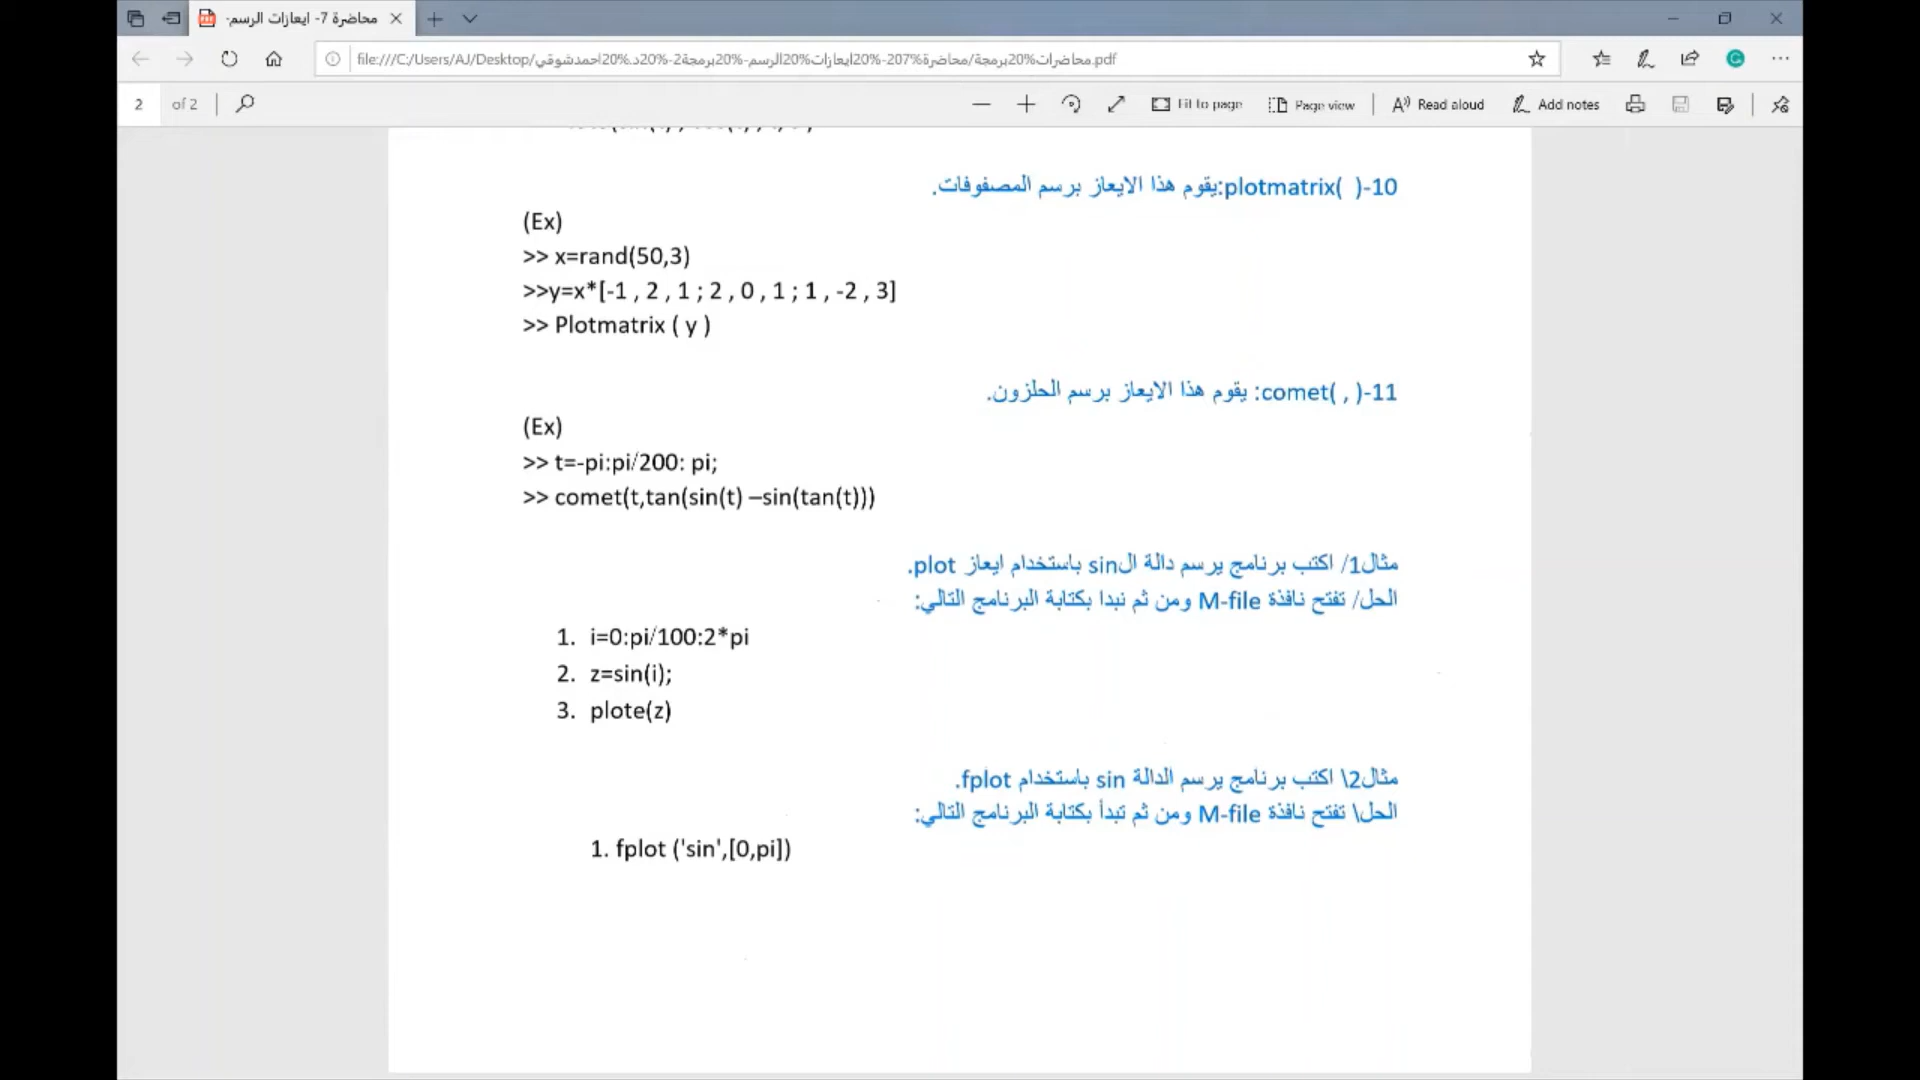 محاضرة 7- ايعازات الرسم-
file:///C:/Users/AJ/Desktop/محاضرات%20برمجة/محاضرة%207-%20ايعازات%20الرسم-%20برمجة2-%20د.%20احمدشوقي.pdf
2 of 2
Fit to page
Page view
Read aloud
Add notes
10-plotmatrix( ):يقوم هذا الايعاز برسم المصفوفات.
(Ex)
>> x=rand(50,3)
>>y=x*[-1 , 2 , 1 ; 2 , 0 , 1 ; 1 , -2 , 3]
>> Plotmatrix ( y )
11-comet( , ): يقوم هذا الايعاز برسم الحلزون.
(Ex)
>> t=-pi:pi/200: pi;
>> comet(t,tan(sin(t) –sin(tan(t)))
مثال1/ اكتب برنامج يرسم دالة الsin باستخدام ايعاز plot.
الحل/ تفتح نافذة M-file ومن ثم نبدا بكتابة البرنامج التالي:
1. i=0:pi/100:2*pi
2. z=sin(i);
3. plote(z)
مثال2\ اكتب برنامج يرسم الدالة sin باستخدام fplot.
الحل\ تفتح نافذة M-file ومن ثم تبدأ بكتابة البرنامج التالي:
1. fplot ('sin',[0,pi])